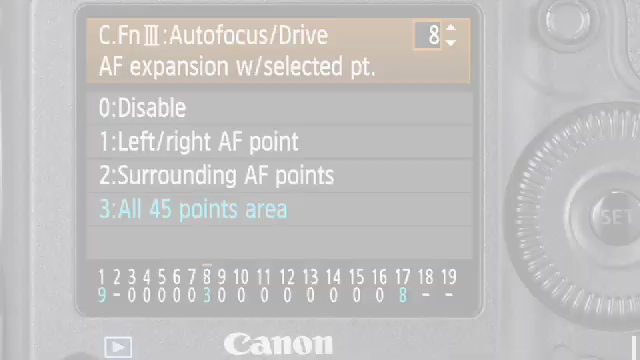 C.FnⅢ:Autofocus/Drive 8
AF expansion w/selected pt.
0:Disable
1:Left/right AF point
2:Surrounding AF points
3:All 45 points area
1 2 3 4 5 6 7 8 9 10 11 12 13 14 15 16 17 18 19
9 - 0 0 0 0 0 3 0 0 0 0 0 0 0 0 8 - -
SET
Canon